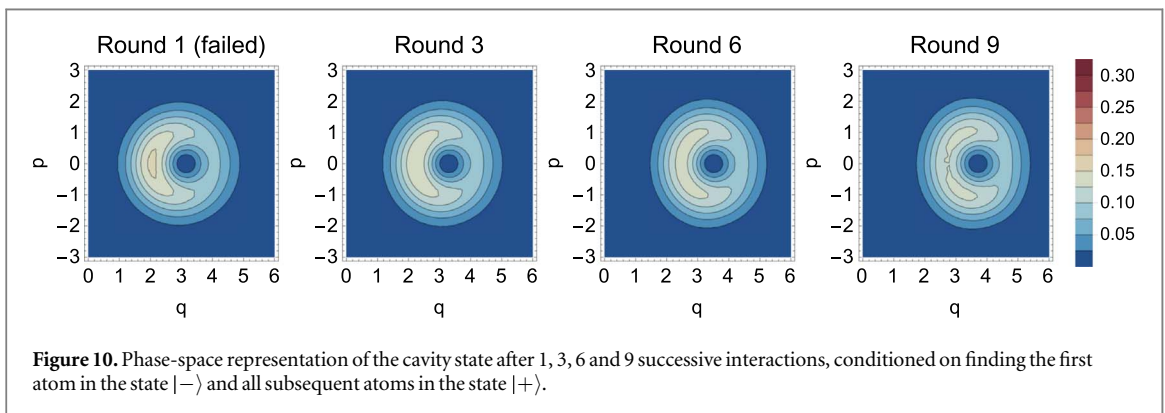 Round 1 (failed) Round 3 Round 6 Round 9
3 3 3 3 0.30
2 2 2 2 0.25
1 1 1 1 0.20
p 0 p 0 p 0 p 0 0.15
−1 −1 −1 −1 0.10
−2 −2 −2 −2 0.05
−3 −3 −3 −3
0 1 2 3 4 5 6 0 1 2 3 4 5 6 0 1 2 3 4 5 6 0 1 2 3 4 5 6
q q q q
Figure 10. Phase-space representation of the cavity state after 1, 3, 6 and 9 successive interactions, conditioned on finding the first
atom in the state |−⟩ and all subsequent atoms in the state |+⟩.